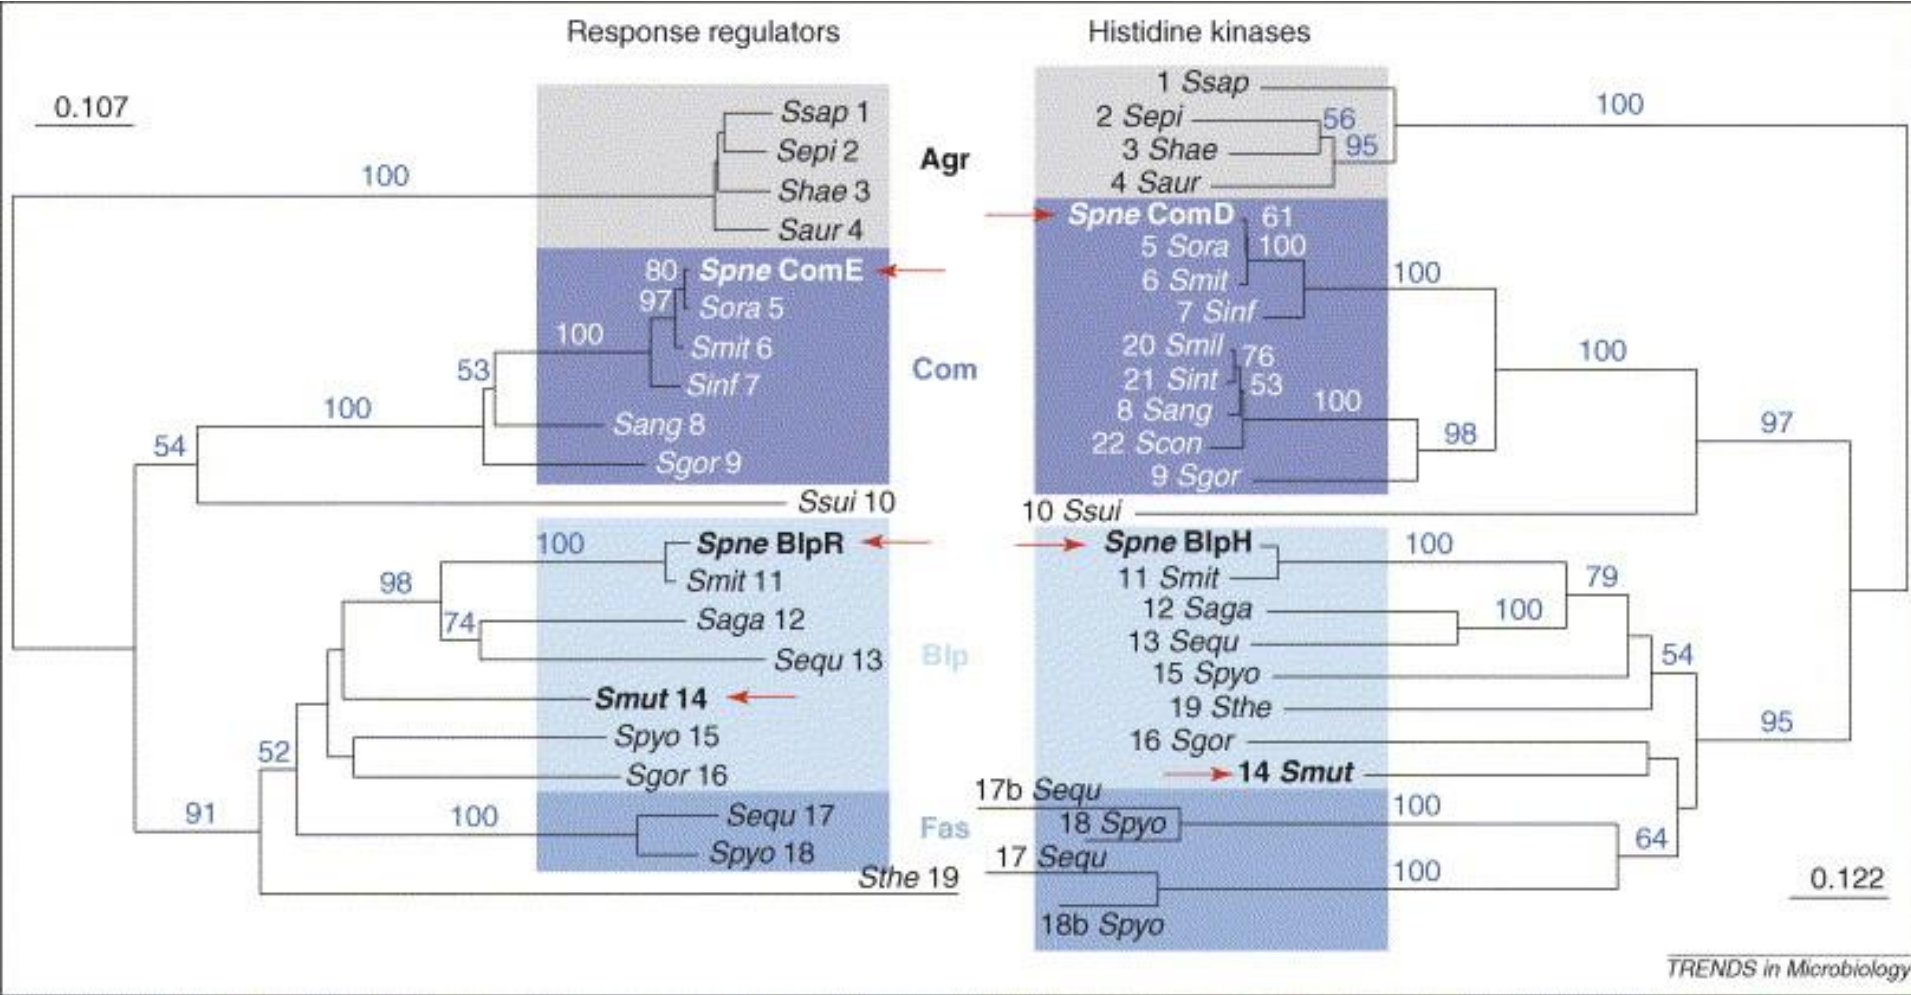 Response regulators
Histidine kinases
0.107
100
Ssap 1
Sepi 2
Shae 3
Saur 4
Agr
1 Ssap
2 Sepi
3 Shae
4 Saur
56
95
100
80
97
100
53
100
54
Spne ComE
Sora 5
Smit 6
Sinf 7
Sang 8
Sgor 9
Ssui 10
Com
Spne ComD
5 Sora
6 Smit
7 Sinf
20 Smil
21 Sint
8 Sang
22 Scon
9 Sgor
10 Ssui
61
100
100
76
53
100
98
100
97
100
98
74
52
91
100
Spne BlpR
Smit 11
Saga 12
Sequ 13
Smut 14
Spyo 15
Sgor 16
Sequ 17
Spyo 18
Sthe 19
Blp
Fas
Spne BlpH
11 Smit
12 Saga
13 Sequ
15 Spyo
19 Sthe
16 Sgor
14 Smut
17b Sequ
18 Spyo
17 Sequ
18b Spyo
100
79
100
54
95
100
64
100
0.122
TRENDS in Microbiology